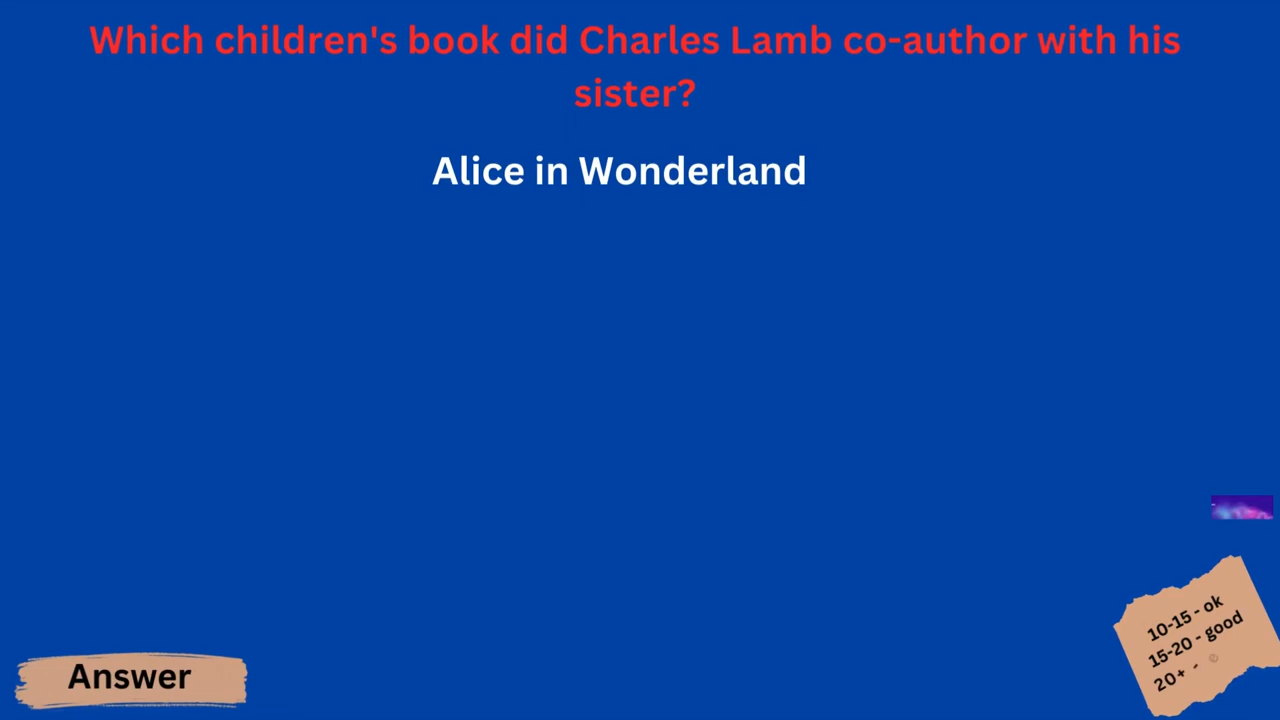 Which children's book did Charles Lamb co-author with his
sister?
Alice in Wonderland
10-15 - ok
15-20 - good
20+ -
Answer